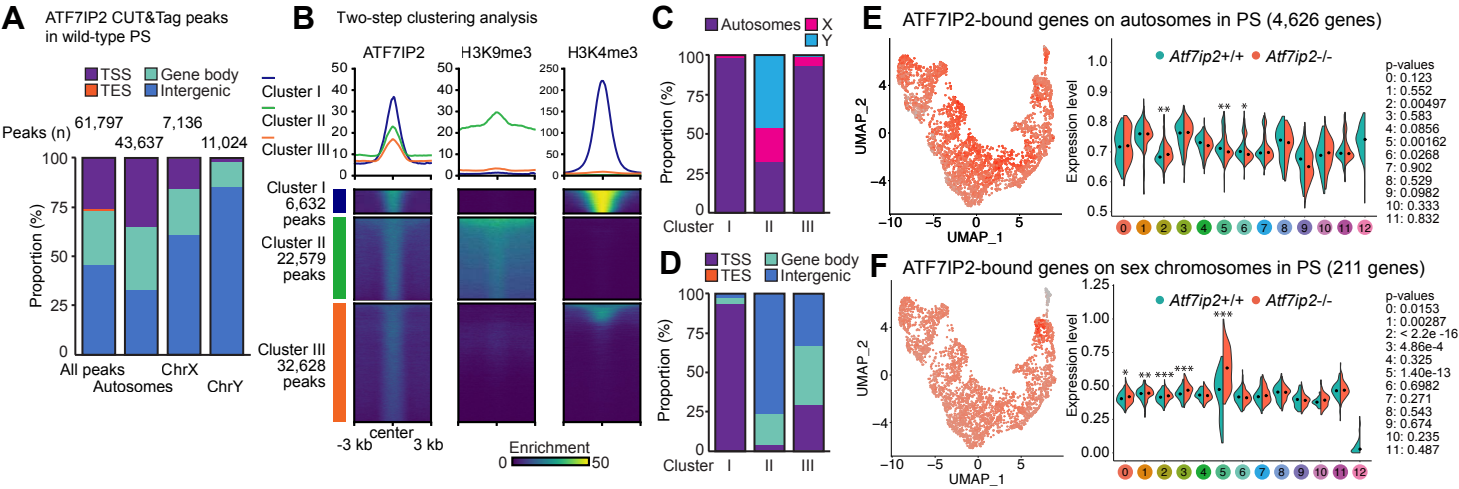 A
ATF7IP2 CUT&Tag peaks
in wild-type PS
TSS
Gene body
TES
Intergenic
Peaks (n)
61,797
7,136
43,637
11,024
Proportion (%)
100
75
50
25
0
All peaks
ChrX
Autosomes
ChrY
B
Two-step clustering analysis
ATF7IP2
H3K9me3
H3K4me3
Cluster I
Cluster II
Cluster III
50
40
30
20
10
0
50
40
30
20
10
0
250
200
150
100
50
0
Cluster I
6,632
peaks
Cluster II
22,579
peaks
Cluster III
32,628
peaks
center
-3 kb
3 kb
Enrichment
0
50
C
Autosomes
X
Y
Proportion (%)
100
75
50
25
0
Cluster
I
II
III
D
TSS
Gene body
TES
Intergenic
Proportion (%)
100
75
50
25
0
Cluster
I
II
III
E
ATF7IP2-bound genes on autosomes in PS (4,626 genes)
UMAP_2
4
0
−4
−10
−5
0
5
UMAP_1
Expression level
1.0
0.9
0.8
0.7
0.6
0.5
Atf7ip2+/+
Atf7ip2-/-
**
**
*
0 1 2 3 4 5 6 7 8 9 10 11 12
p-values
0: 0.123
1: 0.552
2: 0.00497
3: 0.583
4: 0.0856
5: 0.00162
6: 0.0268
7: 0.902
8: 0.529
9: 0.0982
10: 0.333
11: 0.832
F
ATF7IP2-bound genes on sex chromosomes in PS (211 genes)
UMAP_2
4
0
−4
−10
−5
0
5
UMAP_1
Expression level
1.25
1.00
0.75
0.50
0.25
0.00
Atf7ip2+/+
Atf7ip2-/-
*
**
***
***
***
0 1 2 3 4 5 6 7 8 9 10 11 12
p-values
0: 0.0153
1: 0.00287
2: < 2.2e -16
3: 4.86e-4
4: 0.325
5: 1.40e-13
6: 0.6982
7: 0.271
8: 0.543
9: 0.674
10: 0.235
11: 0.487